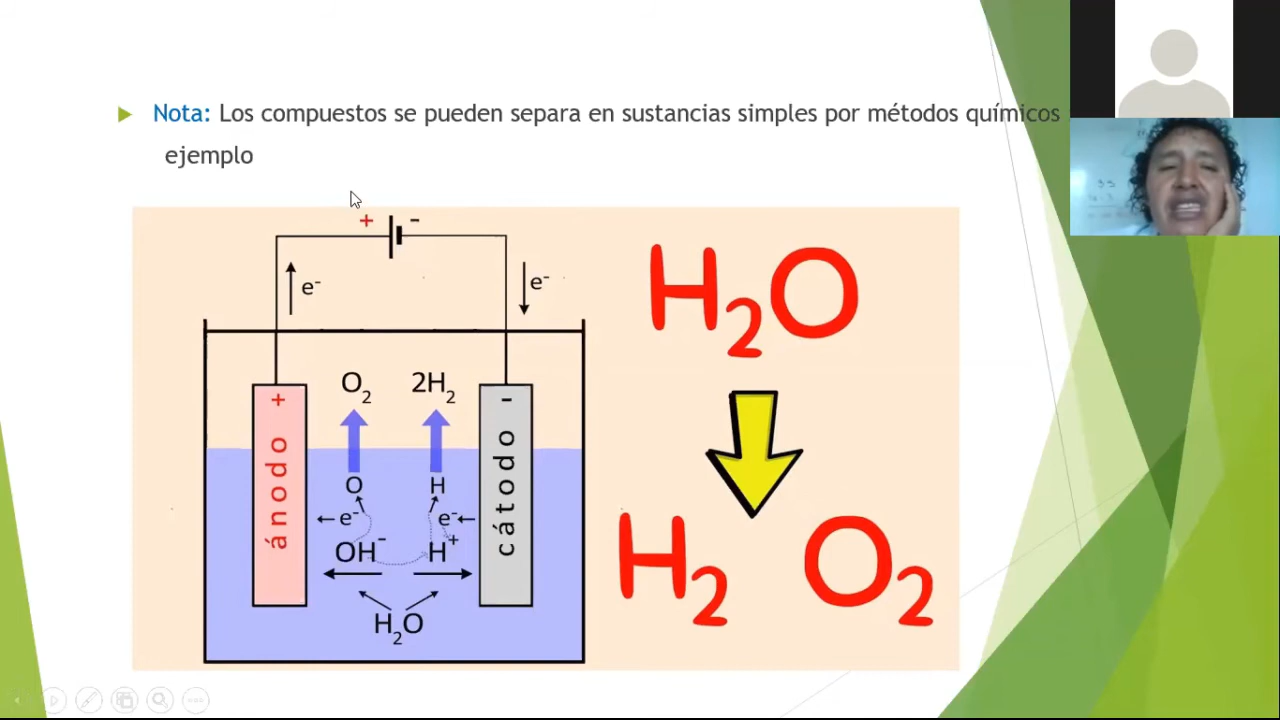 Nota: Los compuestos se pueden separa en sustancias simples por métodos químicos
ejemplo
+ -
e-
e-
O2 2H2
+ -
ánodo
cátodo
O H
e- e-
OH- H+
H2O
H2O
H2 O2